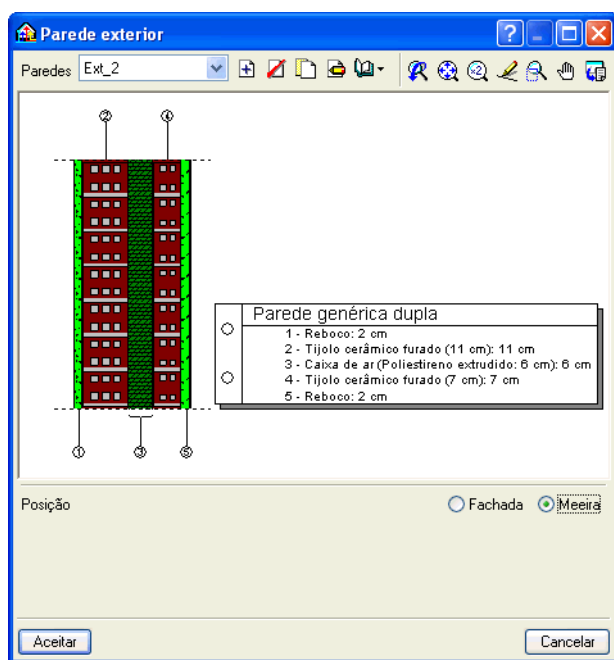 Parede exterior
Paredes Ext_2
x2
2 4
Parede genérica dupla
1 - Reboco: 2 cm
2 - Tijolo cerâmico furado (11 cm): 11 cm
3 - Caixa de ar (Poliestireno extrudido: 6 cm): 6 cm
4 - Tijolo cerâmico furado (7 cm): 7 cm
5 - Reboco: 2 cm
1 3 5
Posição Fachada Meeira
Aceitar Cancelar